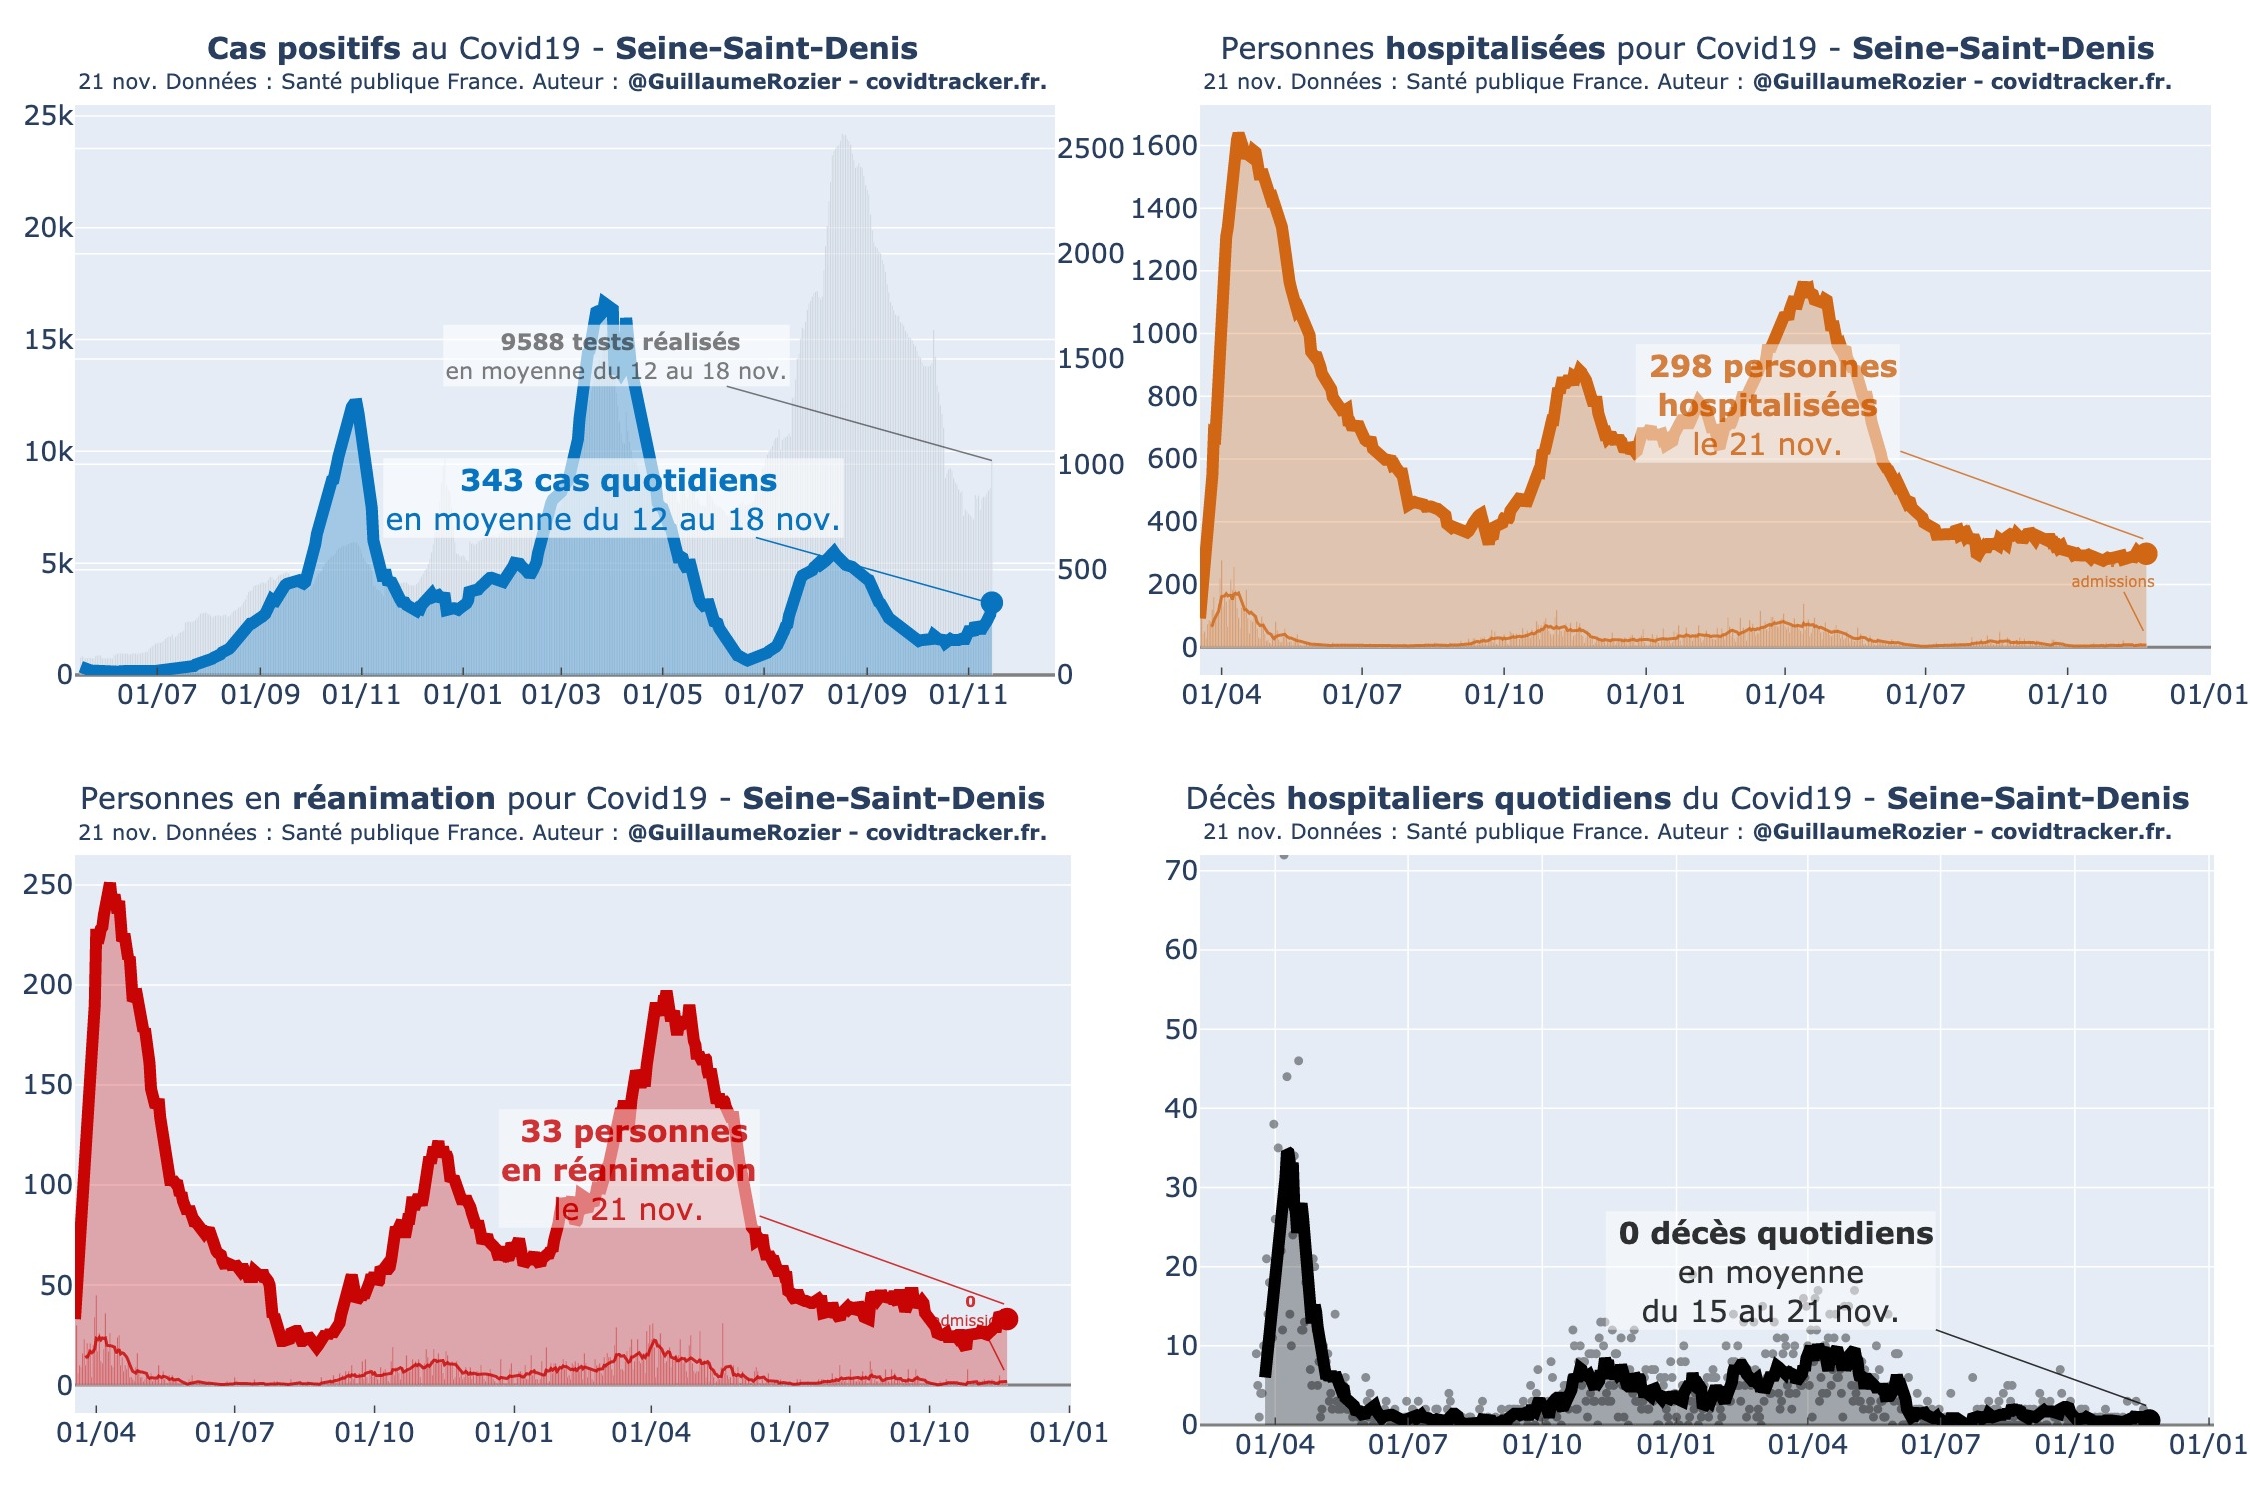 Cas positifs au Covid19 - Seine-Saint-Denis
21 nov. Données : Santé publique France. Auteur : @GuillaumeRozier - covidtracker.fr.
25k
20k
15k
10k
5k
0
2500
2000
1500
1000
500
0
9588 tests réalisés
en moyenne du 12 au 18 nov.
343 cas quotidiens
en moyenne du 12 au 18 nov.
01/07 01/09 01/11 01/01 01/03 01/05 01/07 01/09 01/11
Personnes hospitalisées pour Covid19 - Seine-Saint-Denis
21 nov. Données : Santé publique France. Auteur : @GuillaumeRozier - covidtracker.fr.
1600
1400
1200
1000
800
600
400
200
0
298 personnes
hospitalisées
le 21 nov.
admissions
01/04 01/07 01/10 01/01 01/04 01/07 01/10 01/01
Personnes en réanimation pour Covid19 - Seine-Saint-Denis
21 nov. Données : Santé publique France. Auteur : @GuillaumeRozier - covidtracker.fr.
250
200
150
100
50
0
33 personnes
en réanimation
le 21 nov.
0
01/04 01/07 01/10 01/01 01/04 01/07 01/10 01/01
Décès hospitaliers quotidiens du Covid19 - Seine-Saint-Denis
21 nov. Données : Santé publique France. Auteur : @GuillaumeRozier - covidtracker.fr.
70
60
50
40
30
20
10
0
0 décès quotidiens
en moyenne
du 15 au 21 nov.
01/04 01/07 01/10 01/01 01/04 01/07 01/10 01/01